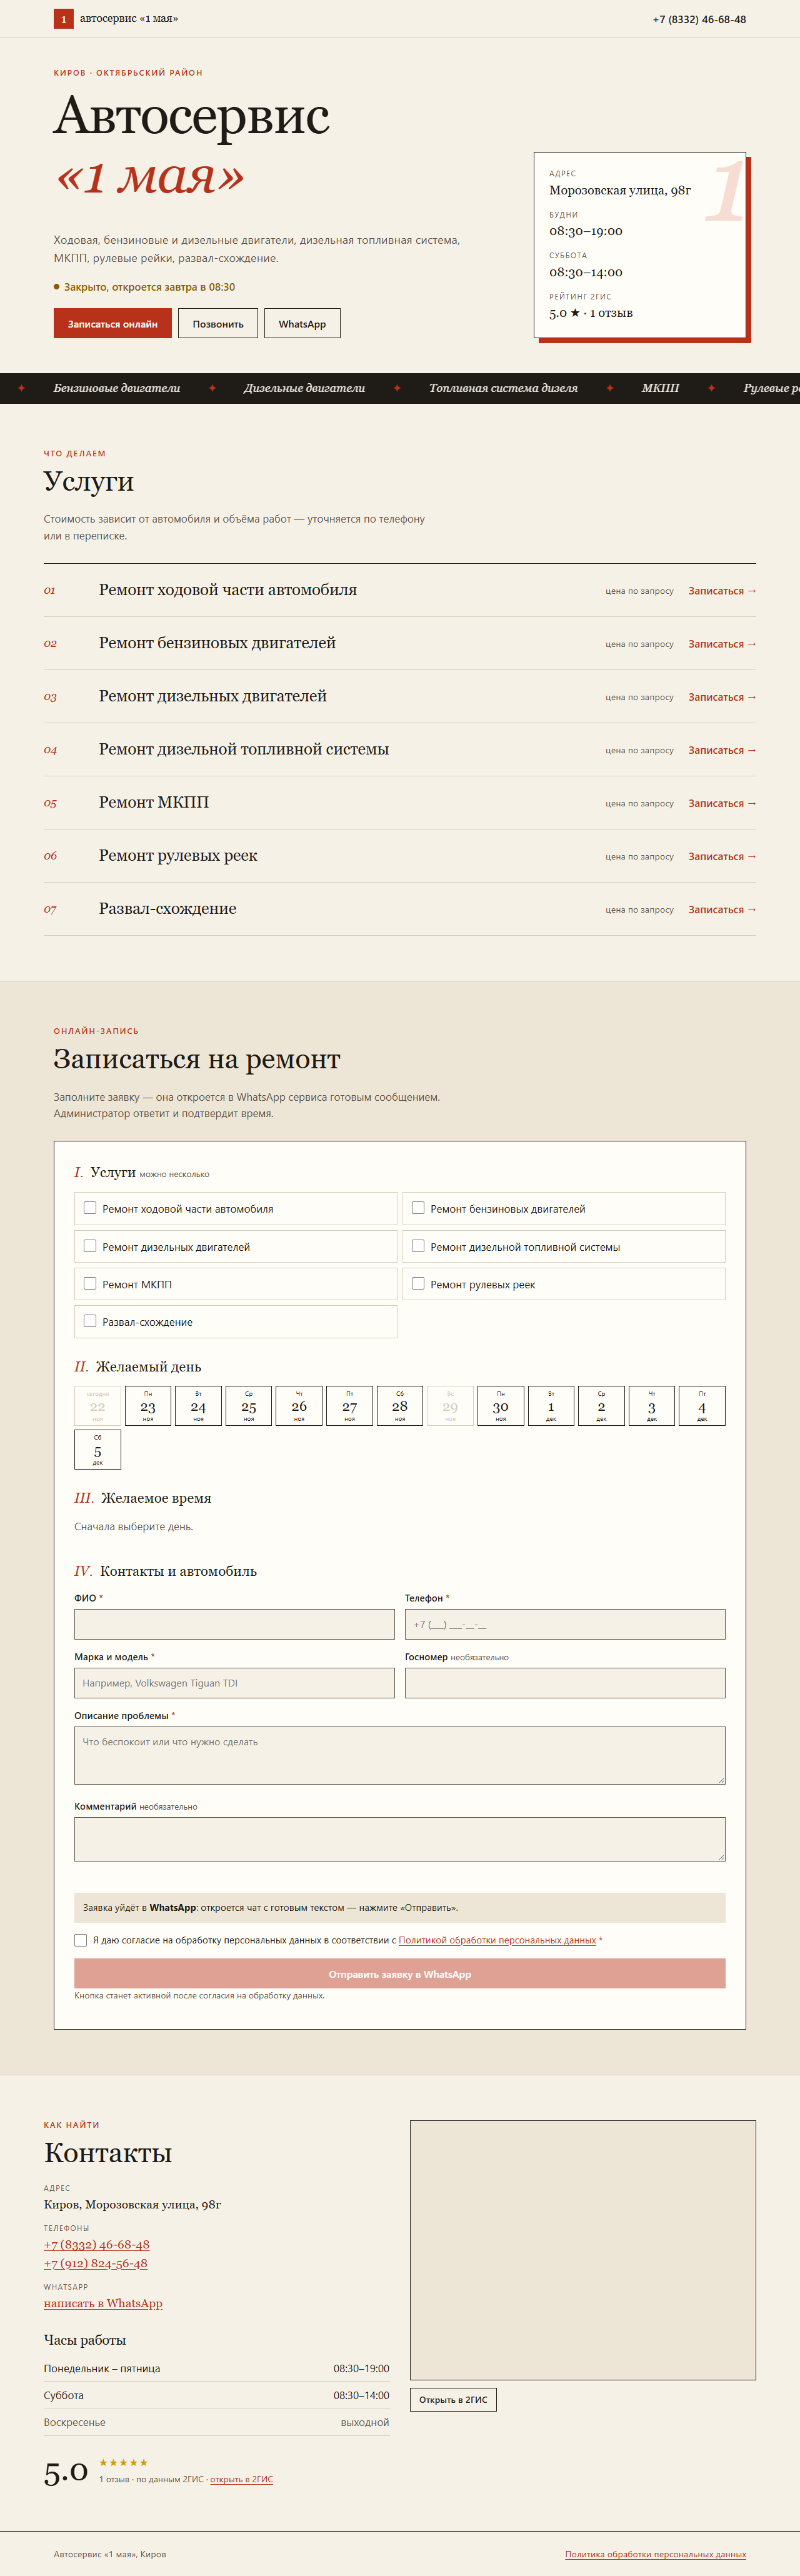 1 автосервис «1 мая»
+7 (8332) 46-68-48
КИРОВ · ОКТЯБРЬСКИЙ РАЙОН
Автосервис
«1 мая»
Ходовая, бензиновые и дизельные двигатели, дизельная топливная система,
МКПП, рулевые рейки, развал-схождение.
Закрыто, откроется завтра в 08:30
Записаться онлайн
Позвонить
WhatsApp
1
АДРЕС
Морозовская улица, 98г
БУДНИ
08:30–19:00
СУББОТА
08:30–14:00
РЕЙТИНГ 2ГИС
5.0 ★ · 1 отзыв
✦ Бензиновые двигатели ✦ Дизельные двигатели ✦ Топливная система дизеля ✦ МКПП ✦ Рулевые р
ЧТО ДЕЛАЕМ
Услуги
Стоимость зависит от автомобиля и объёма работ — уточняется по телефону
или в переписке.
01 Ремонт ходовой части автомобиля цена по запросу Записаться →
02 Ремонт бензиновых двигателей цена по запросу Записаться →
03 Ремонт дизельных двигателей цена по запросу Записаться →
04 Ремонт дизельной топливной системы цена по запросу Записаться →
05 Ремонт МКПП цена по запросу Записаться →
06 Ремонт рулевых реек цена по запросу Записаться →
07 Развал-схождение цена по запросу Записаться →
ОНЛАЙН-ЗАПИСЬ
Записаться на ремонт
Заполните заявку — она откроется в WhatsApp сервиса готовым сообщением.
Администратор ответит и подтвердит время.
I. Услуги можно несколько
Ремонт ходовой части автомобиля
Ремонт бензиновых двигателей
Ремонт дизельных двигателей
Ремонт дизельной топливной системы
Ремонт МКПП
Ремонт рулевых реек
Развал-схождение
II. Желаемый день
сегодня Пн Вт Ср Чт Пт Сб Вс Пн Вт Ср Чт Пт
22 23 24 25 26 27 28 29 30 1 2 3 4
ноя ноя ноя ноя ноя ноя ноя ноя ноя дек дек дек дек
Сб
5
дек
III. Желаемое время
Сначала выберите день.
IV. Контакты и автомобиль
ФИО *
Телефон *
+7 (___) ___-__-__
Марка и модель *
Госномер необязательно
Например, Volkswagen Tiguan TDI
Описание проблемы *
Что беспокоит или что нужно сделать
Комментарий необязательно
Заявка уйдёт в WhatsApp: откроется чат с готовым текстом — нажмите «Отправить».
Я даю согласие на обработку персональных данных в соответствии с Политикой обработки персональных данных *
Отправить заявку в WhatsApp
Кнопка станет активной после согласия на обработку данных.
КАК НАЙТИ
Контакты
АДРЕС
Киров, Морозовская улица, 98г
ТЕЛЕФОНЫ
+7 (8332) 46-68-48
+7 (912) 824-56-48
WHATSAPP
написать в WhatsApp
Часы работы
Понедельник – пятница 08:30–19:00
Суббота 08:30–14:00
Воскресенье выходной
5.0 ★★★★★
1 отзыв · по данным 2ГИС · открыть в 2ГИС
Открыть в 2ГИС
Автосервис «1 мая», Киров
Политика обработки персональных данных